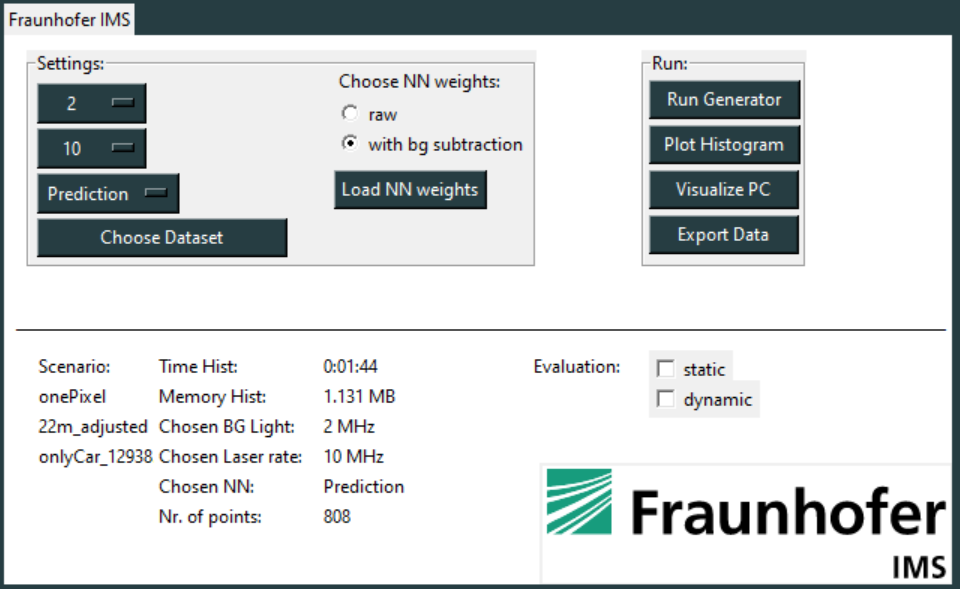 Fraunhofer IMS
Settings:
2
10
Prediction
Choose Dataset
Choose NN weights:
raw
with bg subtraction
Load NN weights
Run:
Run Generator
Plot Histogram
Visualize PC
Export Data
Scenario: Time Hist: 0:01:44
onePixel Memory Hist: 1.131 MB
22m_adjusted Chosen BG Light: 2 MHz
onlyCar_12938 Chosen Laser rate: 10 MHz
Chosen NN: Prediction
Nr. of points: 808
Evaluation:
static
dynamic
Fraunhofer
IMS